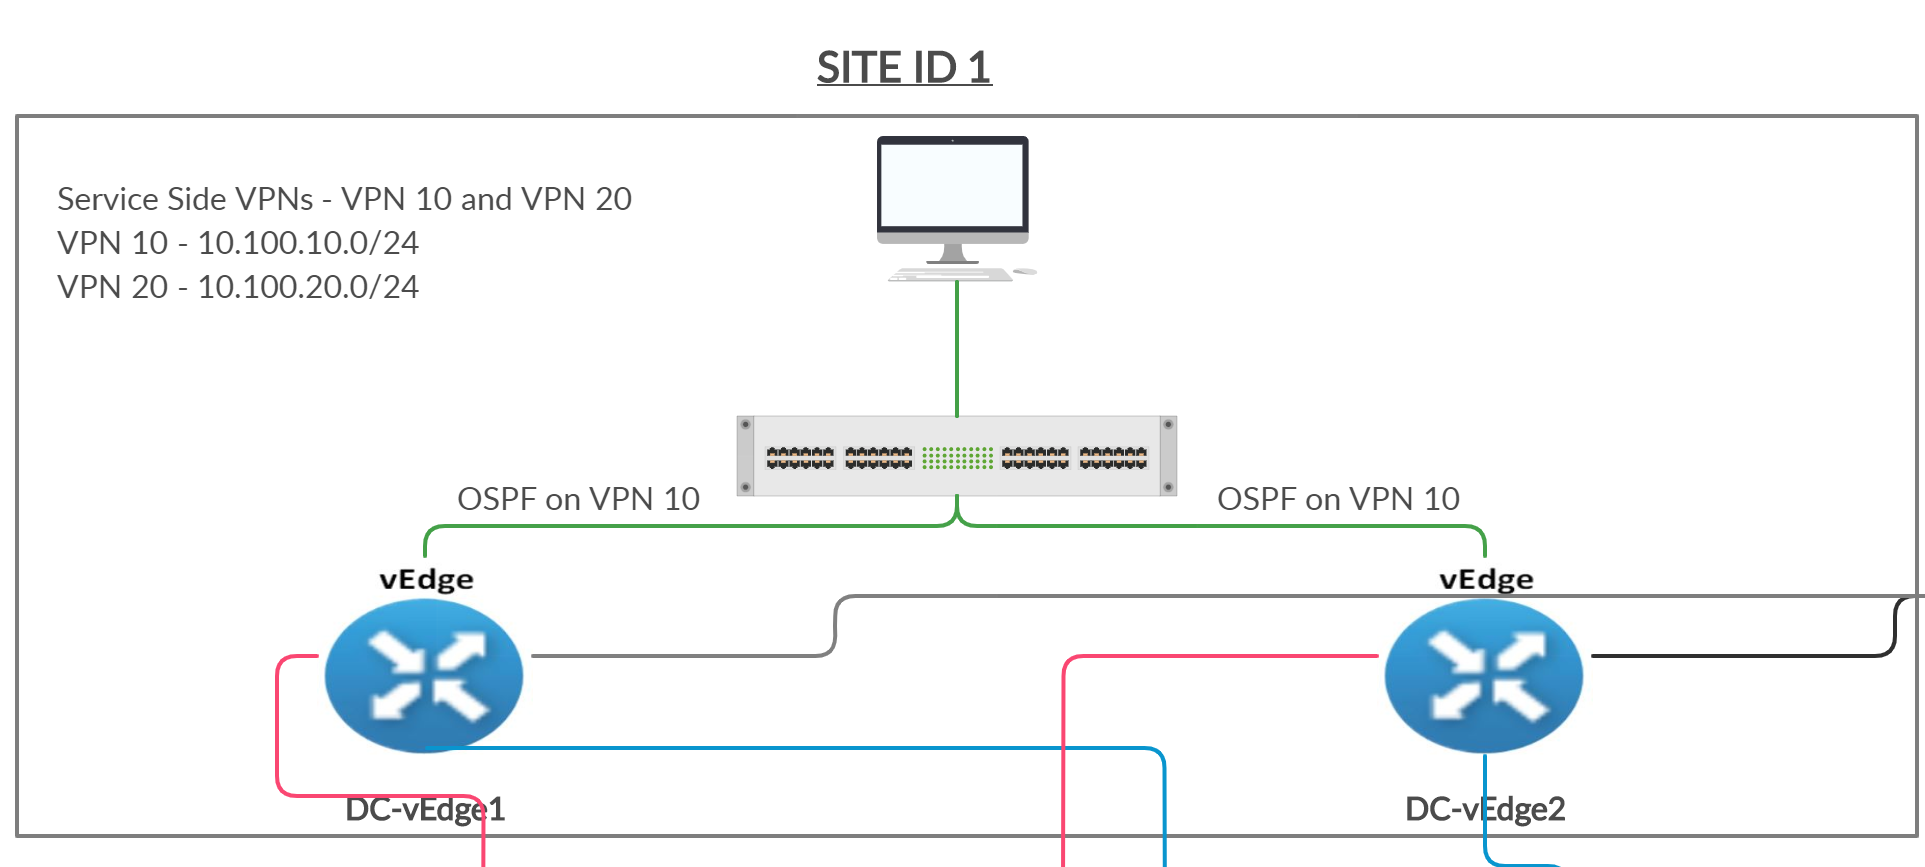 SITE ID 1
Service Side VPNs - VPN 10 and VPN 20
VPN 10 - 10.100.10.0/24
VPN 20 - 10.100.20.0/24
OSPF on VPN 10
OSPF on VPN 10
vEdge
vEdge
DC-vEdge1
DC-vEdge2